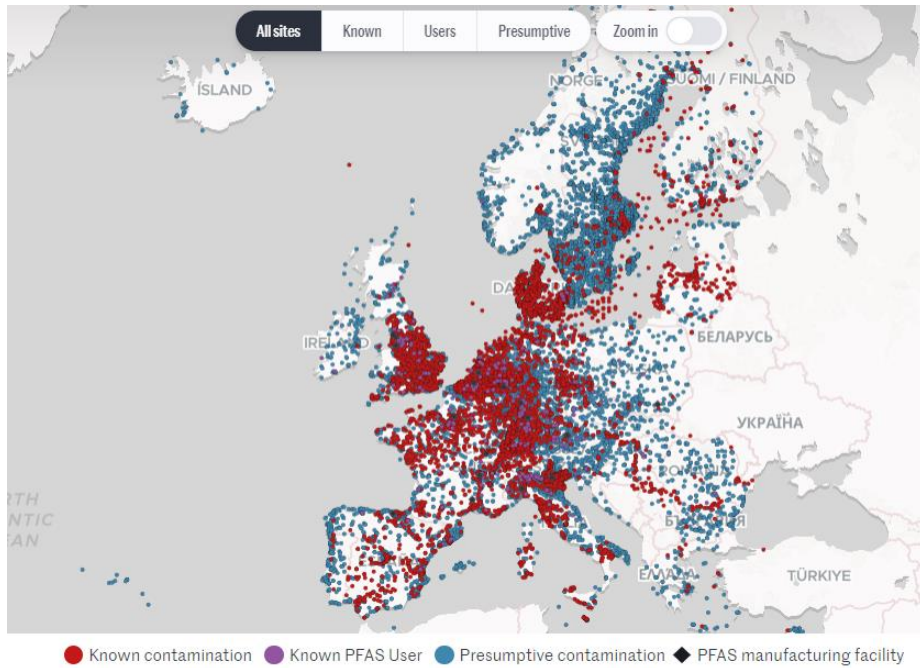 All sites Known Users Presumptive Zoom in
NORGE SUOMI / FINLAND
ÍSLAND
IRELAND
БЕЛАРУСЬ
УКРАЇНА
TÜRKIYE
Known contamination Known PFAS User Presumptive contamination PFAS manufacturing facility